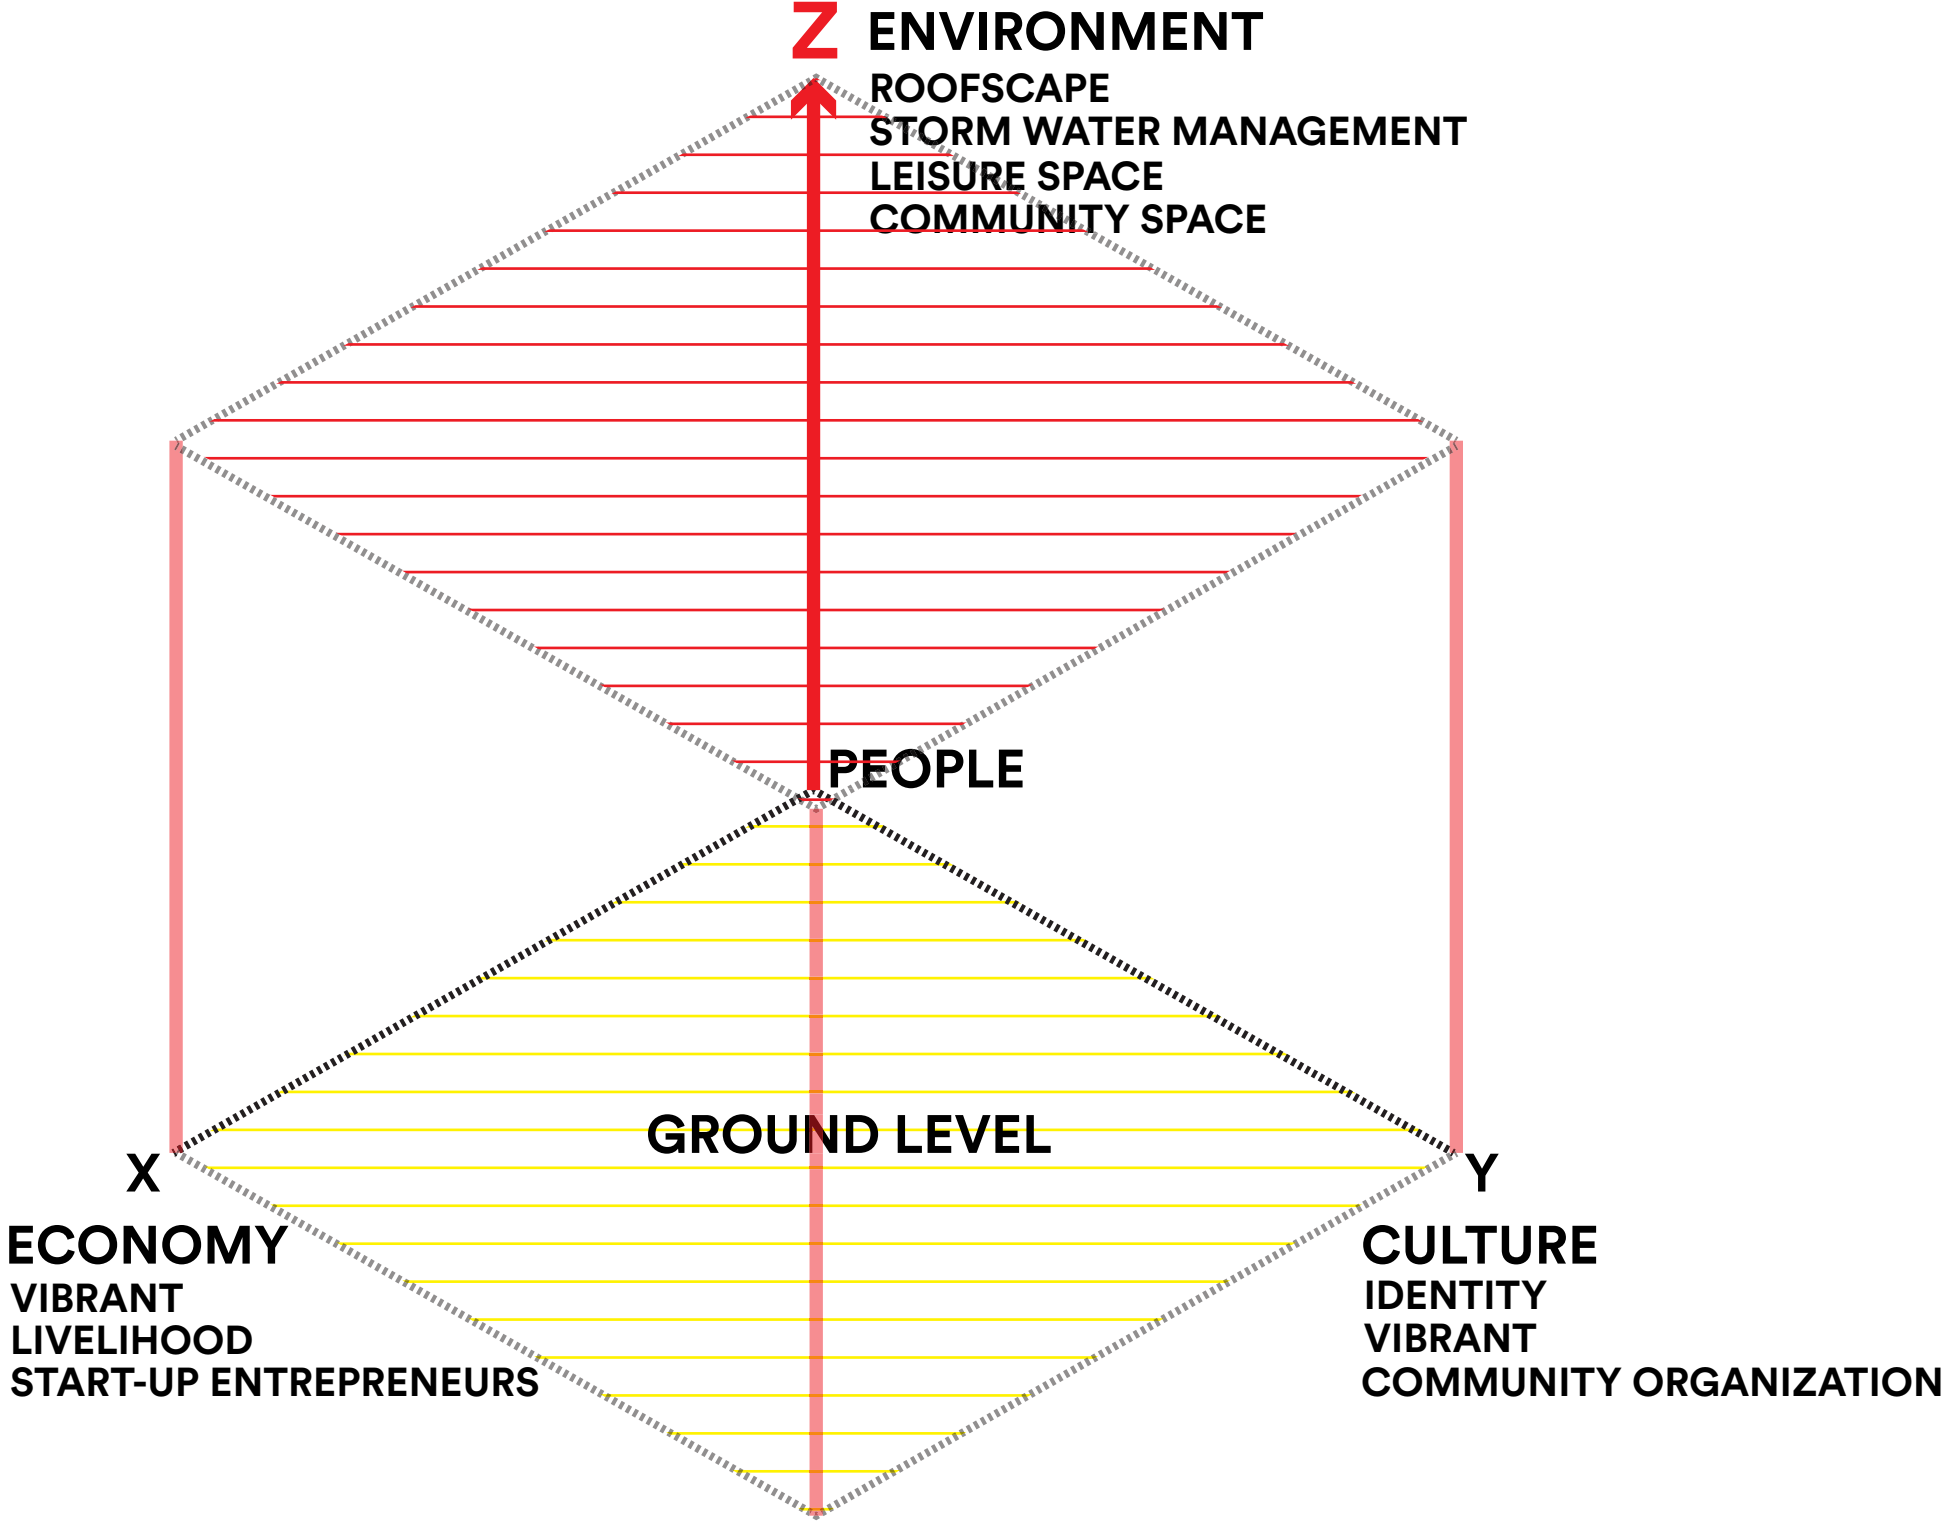 Z ENVIRONMENT
ROOFSCAPE
STORM WATER MANAGEMENT
LEISURE SPACE
COMMUNITY SPACE
PEOPLE
GROUND LEVEL
X
ECONOMY
VIBRANT
LIVELIHOOD
START-UP ENTREPRENEURS
Y
CULTURE
IDENTITY
VIBRANT
COMMUNITY ORGANIZATION